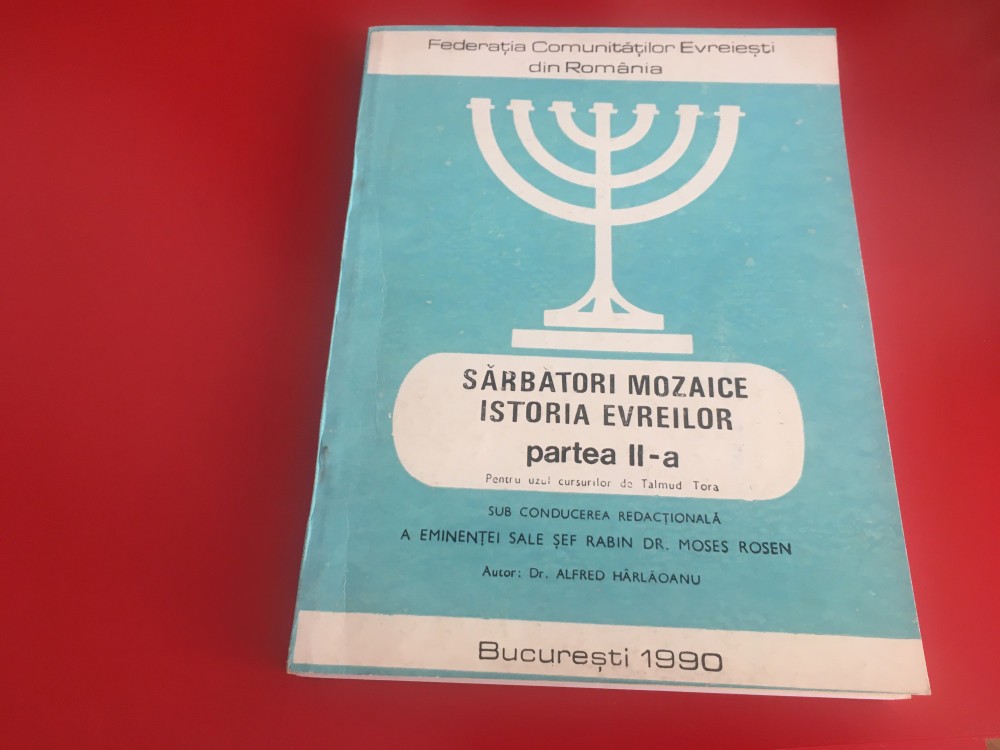 Federația Comunităților Evreiești
din România
SĂRBĂTORI MOZAICE
ISTORIA EVREILOR
partea II-a
Pentru uzul cursurilor de Talmud Tora
SUB CONDUCEREA REDACȚIONALĂ
A EMINENȚEI SALE ȘEF RABIN DR. MOSES ROSEN
Autor: Dr. ALFRED HÂRLĂOANU
București 1990